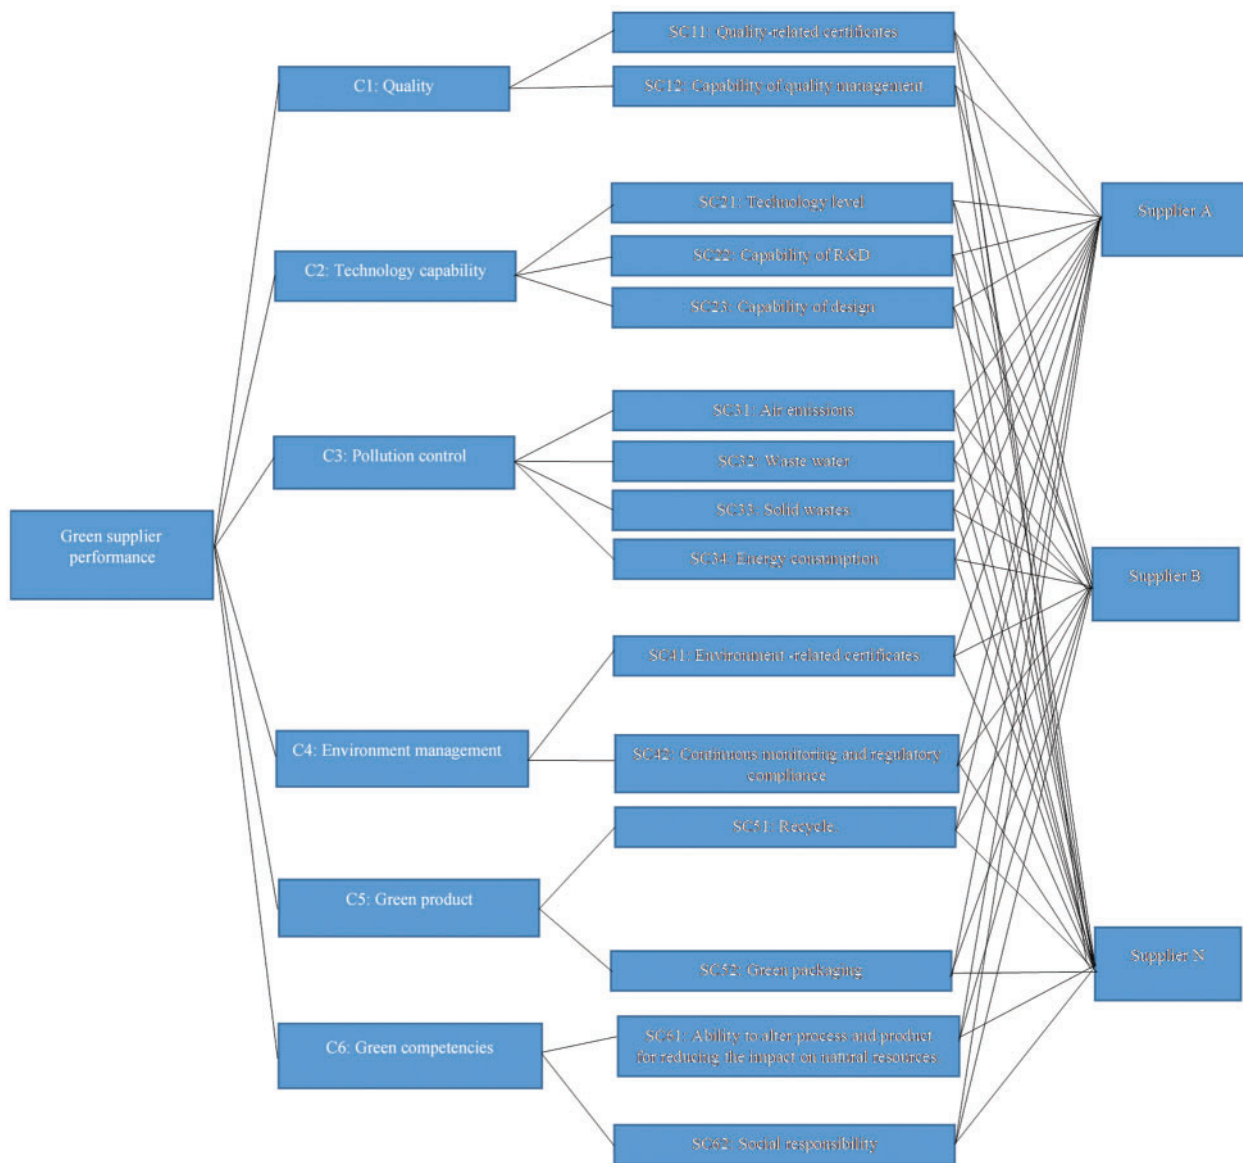 Green supplier
performance
C1: Quality
C2: Technology capability
C3: Pollution control
C4: Environment management
C5: Green product
C6: Green competencies
SC11: Quality-related certificates
SC12: Capability of quality management
SC21: Technology level
SC22: Capability of R&D
SC23: Capability of design
SC31: Air emissions
SC32: Waste water
SC33: Solid wastes
SC34: Energy consumption
SC41: Environment -related certificates
SC42: Continuous monitoring and regulatory
compliance
SC51: Recycle
SC52: Green packaging
SC61: Ability to alter process and product
for reducing the impact on natural resources
SC62: Social responsibility
Supplier A
Supplier B
Supplier N